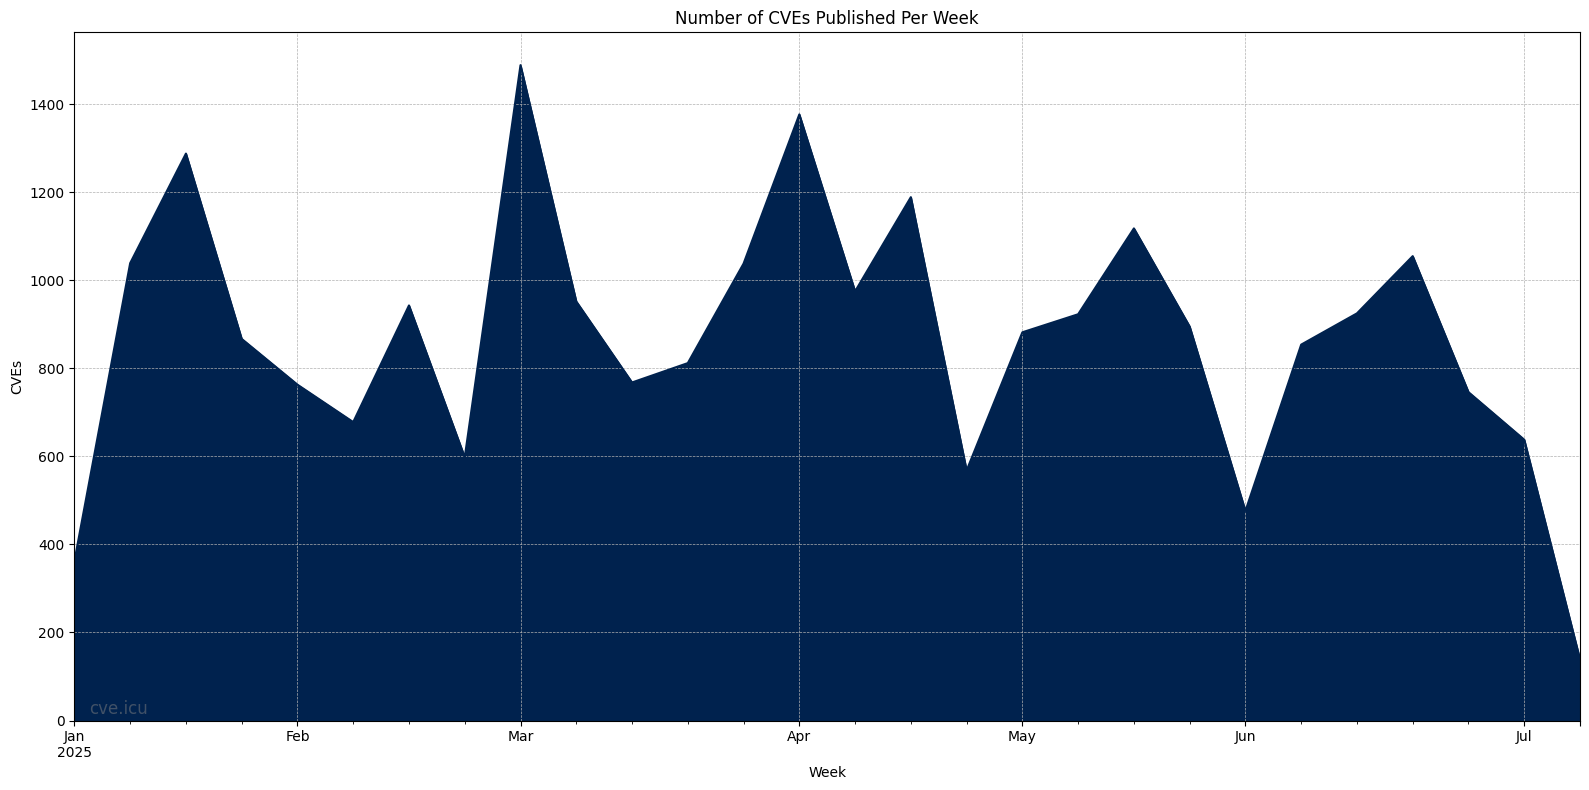 Number of CVEs Published Per Week
1400
1200
1000
800
600
400
200
0
CVEs
cve.icu
Jan Feb Mar Apr May Jun Jul
2025
Week